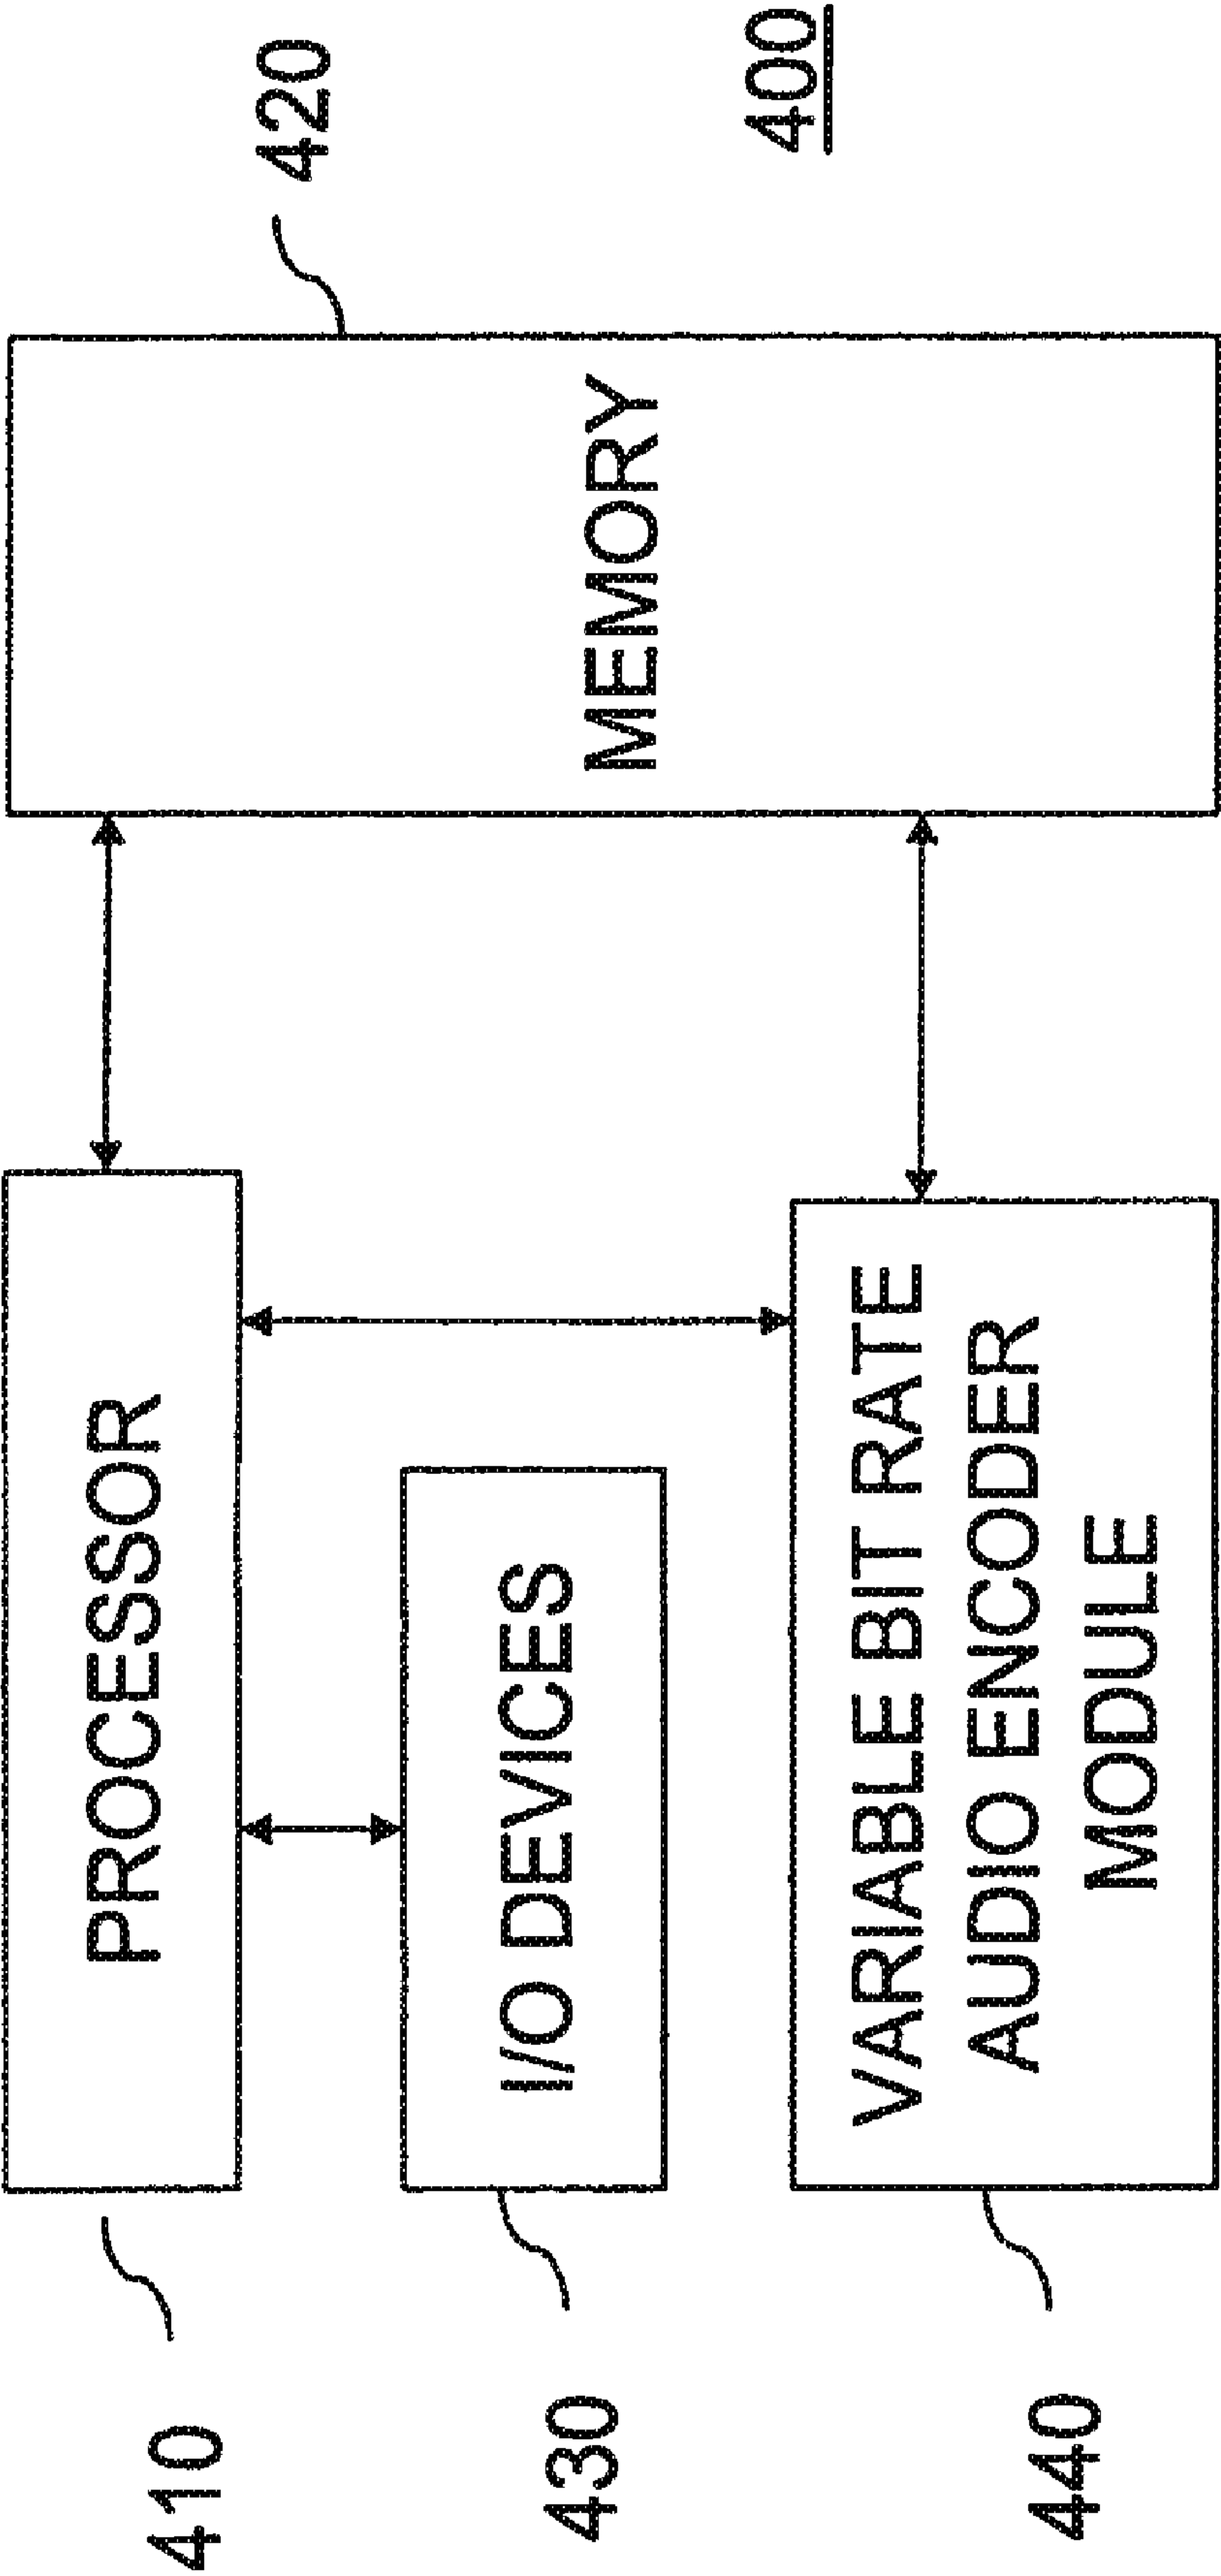 410
PROCESSOR
420
430
I/O DEVICES
MEMORY
440
VARIABLE BIT RATE
AUDIO ENCODER
MODULE
400